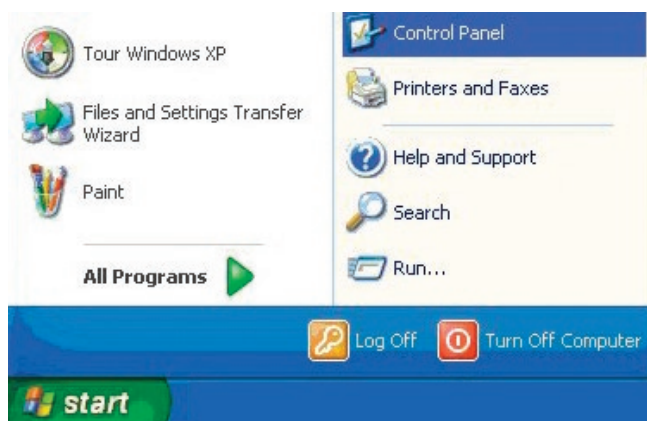 Tour Windows XP
Files and Settings Transfer
Wizard
Paint
All Programs
Control Panel
Printers and Faxes
Help and Support
Search
Run...
Log Off
Turn Off Computer
start